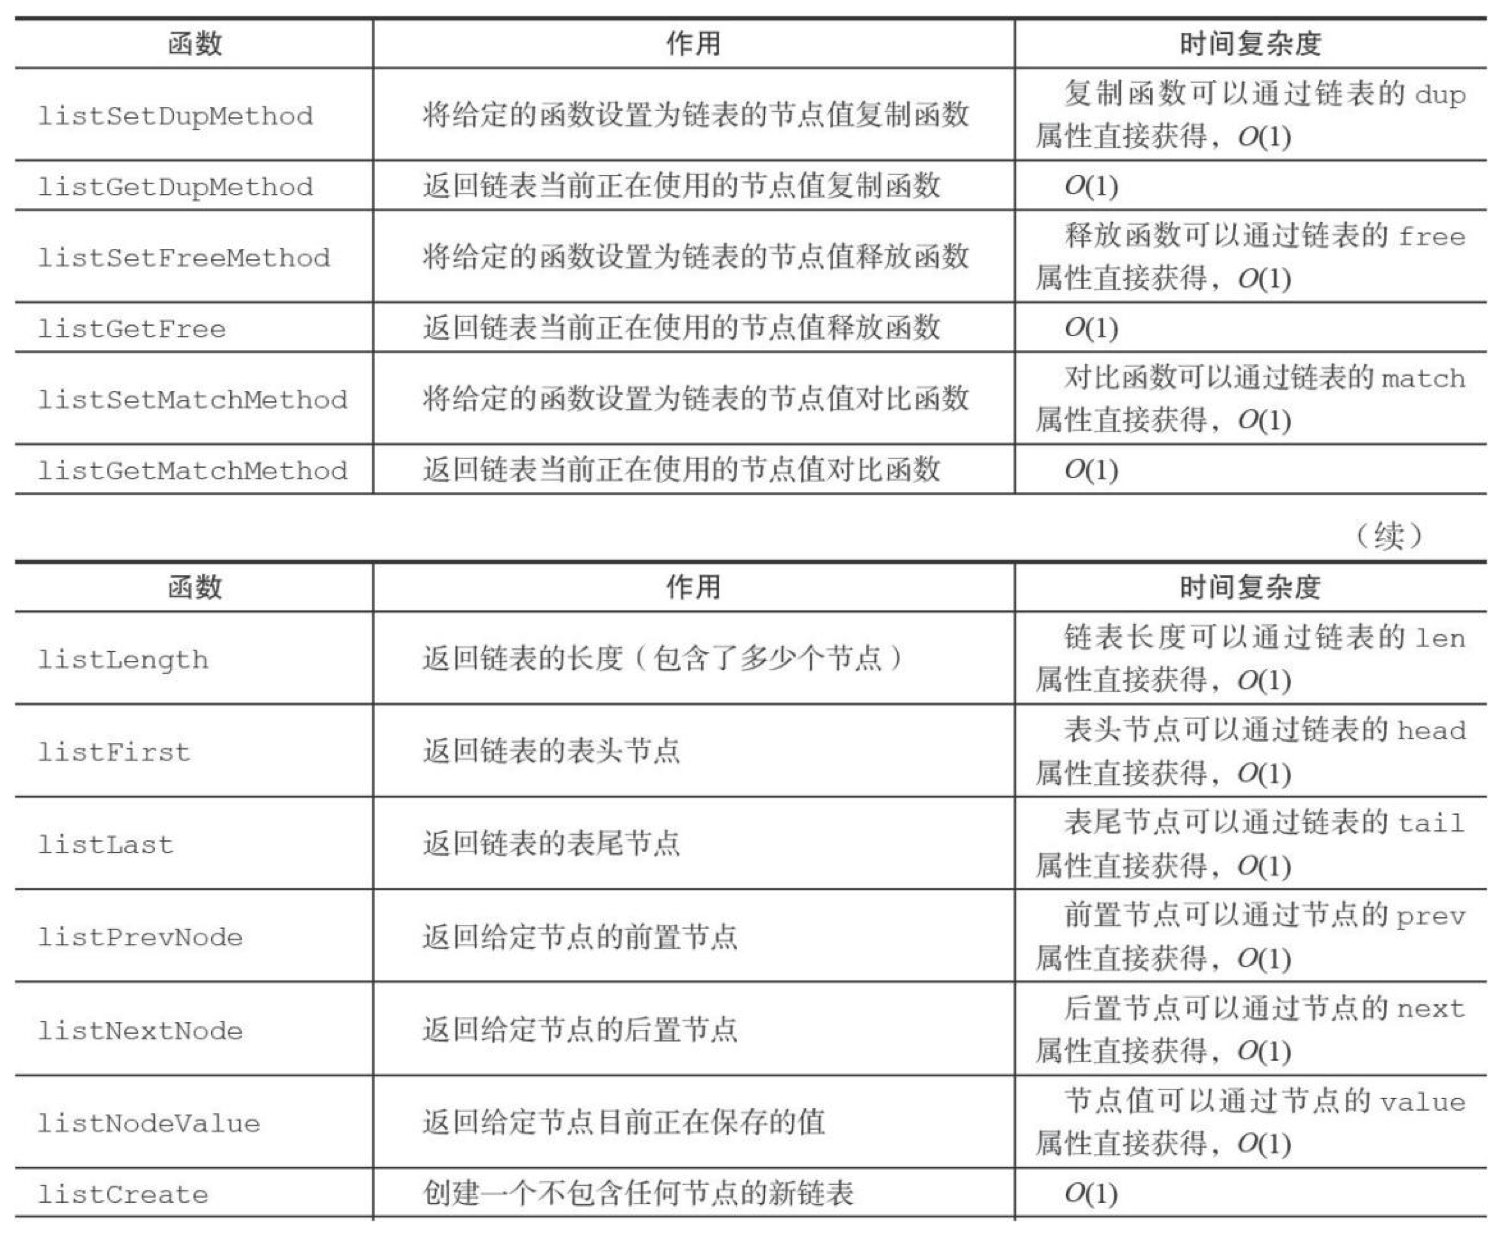 函数 作用 时间复杂度
listSetDupMethod 将给定的函数设置为链表的节点值复制函数 复制函数可以通过链表的 dup
属性直接获得，O(1)
listGetDupMethod 返回链表当前正在使用的节点值复制函数 O(1)
listSetFreeMethod 将给定的函数设置为链表的节点值释放函数 释放函数可以通过链表的 free
属性直接获得，O(1)
listGetFree 返回链表当前正在使用的节点值释放函数 O(1)
listSetMatchMethod 将给定的函数设置为链表的节点值对比函数 对比函数可以通过链表的 match
属性直接获得，O(1)
listGetMatchMethod 返回链表当前正在使用的节点值对比函数 O(1)
（续）
函数 作用 时间复杂度
listLength 返回链表的长度（包含了多少个节点） 链表长度可以通过链表的 len
属性直接获得，O(1)
listFirst 返回链表的表头节点 表头节点可以通过链表的 head
属性直接获得，O(1)
listLast 返回链表的表尾节点 表尾节点可以通过链表的 tail
属性直接获得，O(1)
listPrevNode 返回给定节点的前置节点 前置节点可以通过节点的 prev
属性直接获得，O(1)
listNextNode 返回给定节点的后置节点 后置节点可以通过节点的 next
属性直接获得，O(1)
listNodeValue 返回给定节点目前正在保存的值 节点值可以通过节点的 value
属性直接获得，O(1)
listCreate 创建一个不包含任何节点的新链表 O(1)